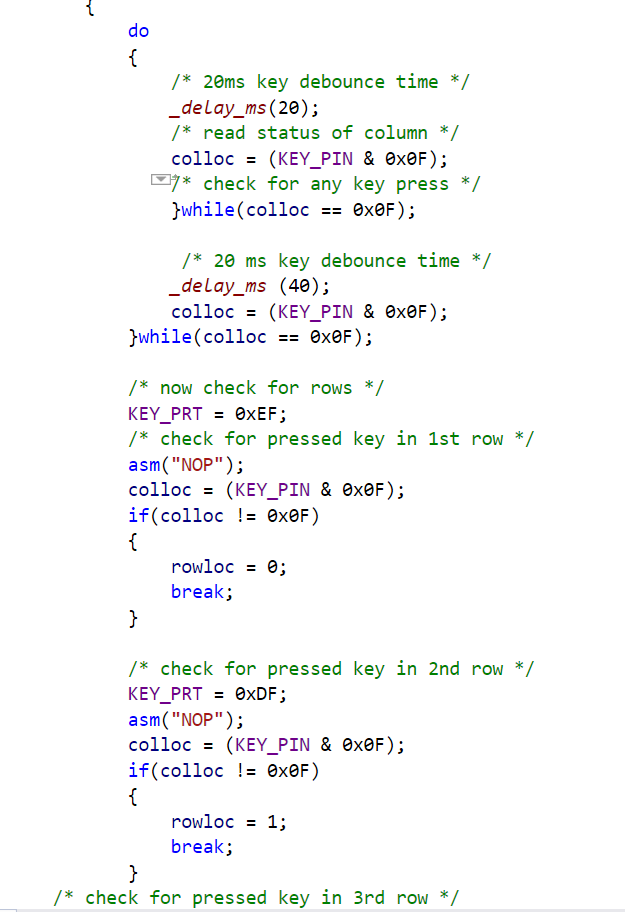 {
do
{
/* 20ms key debounce time */
_delay_ms(20);
/* read status of column */
colloc = (KEY_PIN & 0x0F);
/* check for any key press */
}while(colloc == 0x0F);
/* 20 ms key debounce time */
_delay_ms (40);
colloc = (KEY_PIN & 0x0F);
}while(colloc == 0x0F);
/* now check for rows */
KEY_PRT = 0xEF;
/* check for pressed key in 1st row */
asm("NOP");
colloc = (KEY_PIN & 0x0F);
if(colloc != 0x0F)
{
rowloc = 0;
break;
}
/* check for pressed key in 2nd row */
KEY_PRT = 0xDF;
asm("NOP");
colloc = (KEY_PIN & 0x0F);
if(colloc != 0x0F)
{
rowloc = 1;
break;
}
/* check for pressed key in 3rd row */